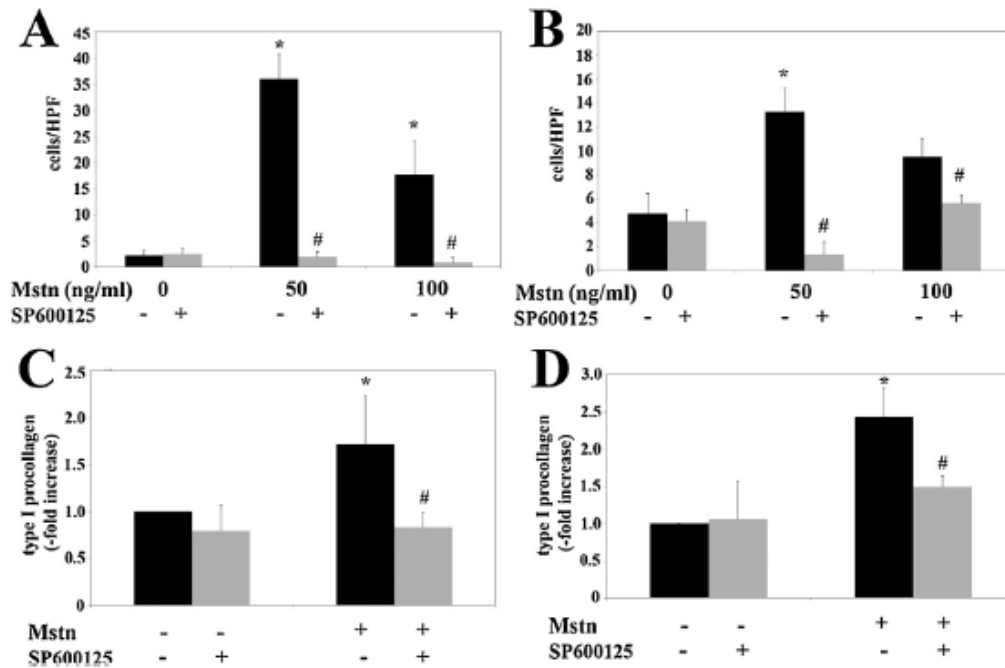 A
*
*
#
#
45
40
35
30
25
20
15
10
5
0
cells/HPF
Mstn (ng/ml) 0 50 100
SP600125 - + - + - +
B
*
#
#
20
18
16
14
12
10
8
6
4
2
0
cells/HPF
Mstn (ng/ml) 0 50 100
SP600125 - + - + - +
C
*
#
2.5
2.0
1.5
1.0
0.5
0
type I procollagen
(-fold increase)
Mstn - - + +
SP600125 - + - +
D
*
#
3.0
2.5
2.0
1.5
1.0
0.5
0.0
type I procollagen
(-fold increase)
Mstn - - + +
SP600125 - + - +